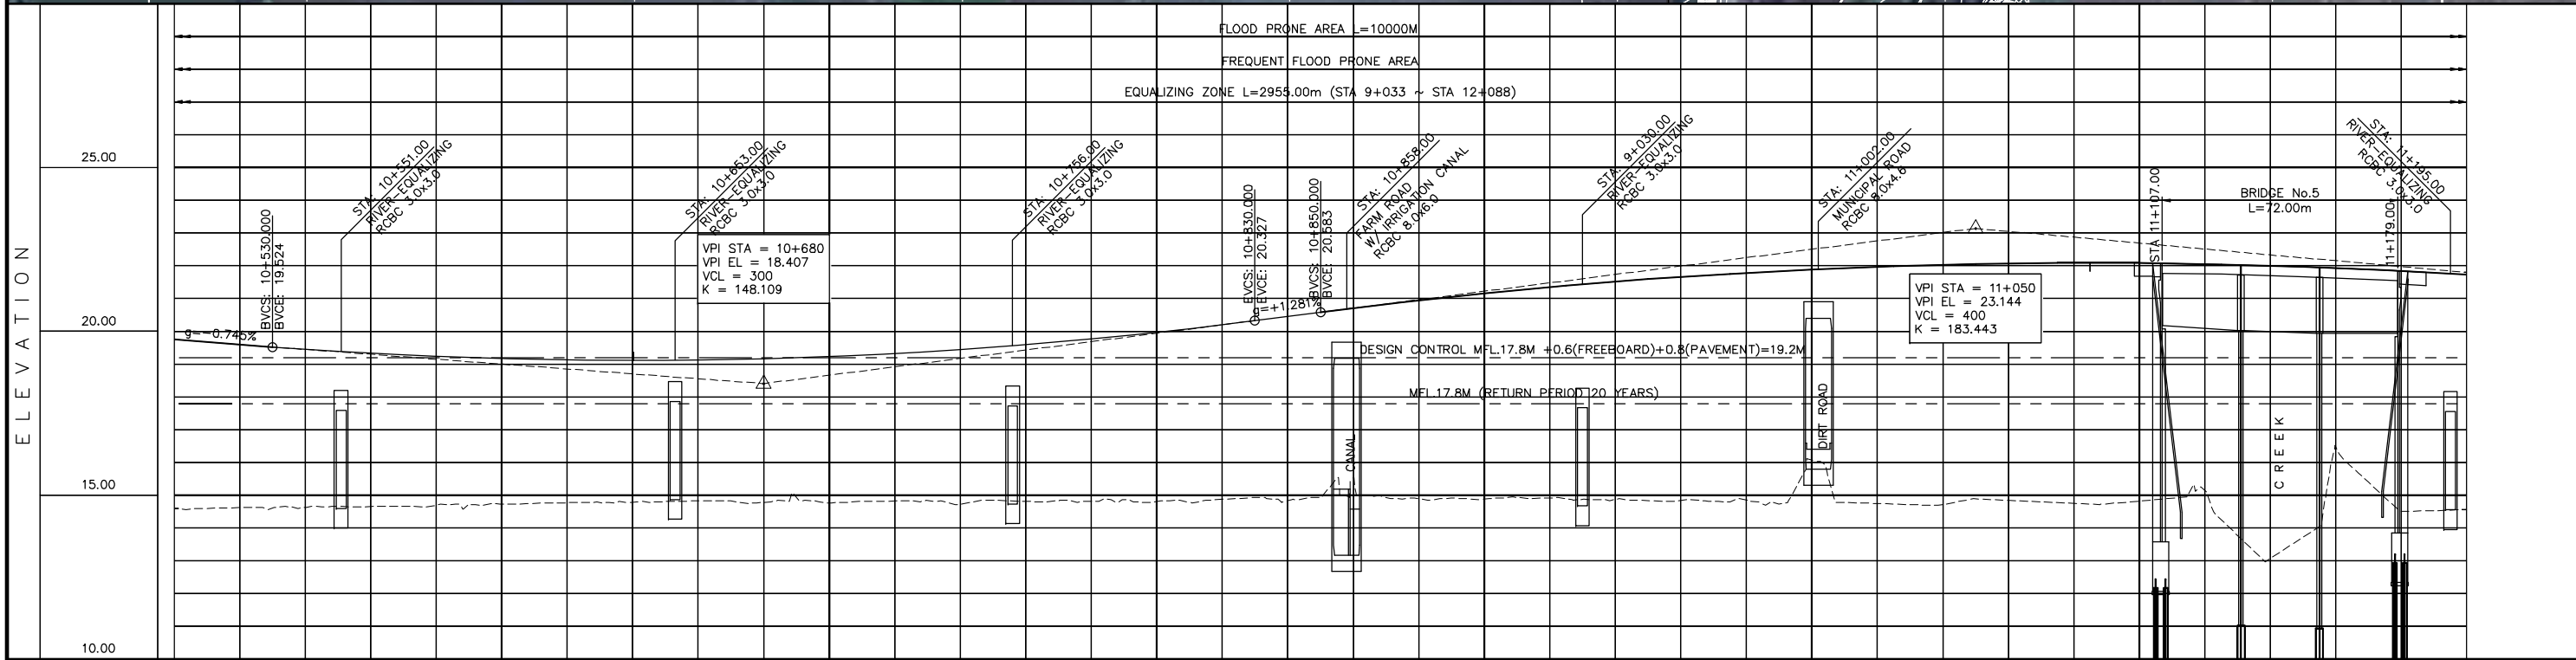 FLOOD PRONE AREA L=10000M
FREQUENT FLOOD PRONE AREA
EQUALIZING ZONE L=2955.00m (STA 9+033 ~ STA 12+088)
ELEVATION
25.00
20.00
15.00
10.00
g=-0.745%
BVCS: 10+530.000
BVCE: 19.524
STA: 10+551.00
RIVER-EQUALIZING
RCBC 3.0x3.0
STA: 10+653.00
RIVER-EQUALIZING
RCBC 3.0x3.0
VPI STA = 10+680
VPI EL = 18.407
VCL = 300
K = 148.109
STA: 10+756.00
RIVER-EQUALIZING
RCBC 3.0x3.0
EVCS: 10+830.000
EVCE: 20.327
g=+1.281%
BVCS: 10+850.000
BVCE: 20.583
STA: 10+858.00
FARM ROAD
W/ IRRIGATION CANAL
RCBC 8.0x6.0
STA: 9+030.00
RIVER-EQUALIZING
RCBC 3.0x3.0
STA: 11+002.00
MUNICIPAL ROAD
RCBC 8.0x4.6
VPI STA = 11+050
VPI EL = 23.144
VCL = 400
K = 183.443
STA 11+107.00
BRIDGE No.5
L=72.00m
11+179.00
STA: 11+195.00
RIVER-EQUALIZING
RCBC 3.0x3.0
DESIGN CONTROL MFL.17.8M +0.6(FREEBOARD)+0.8(PAVEMENT)=19.2M
MFL.17.8M (RETURN PERIOD 20 YEARS)
CANAL
DIRT ROAD
CREEK